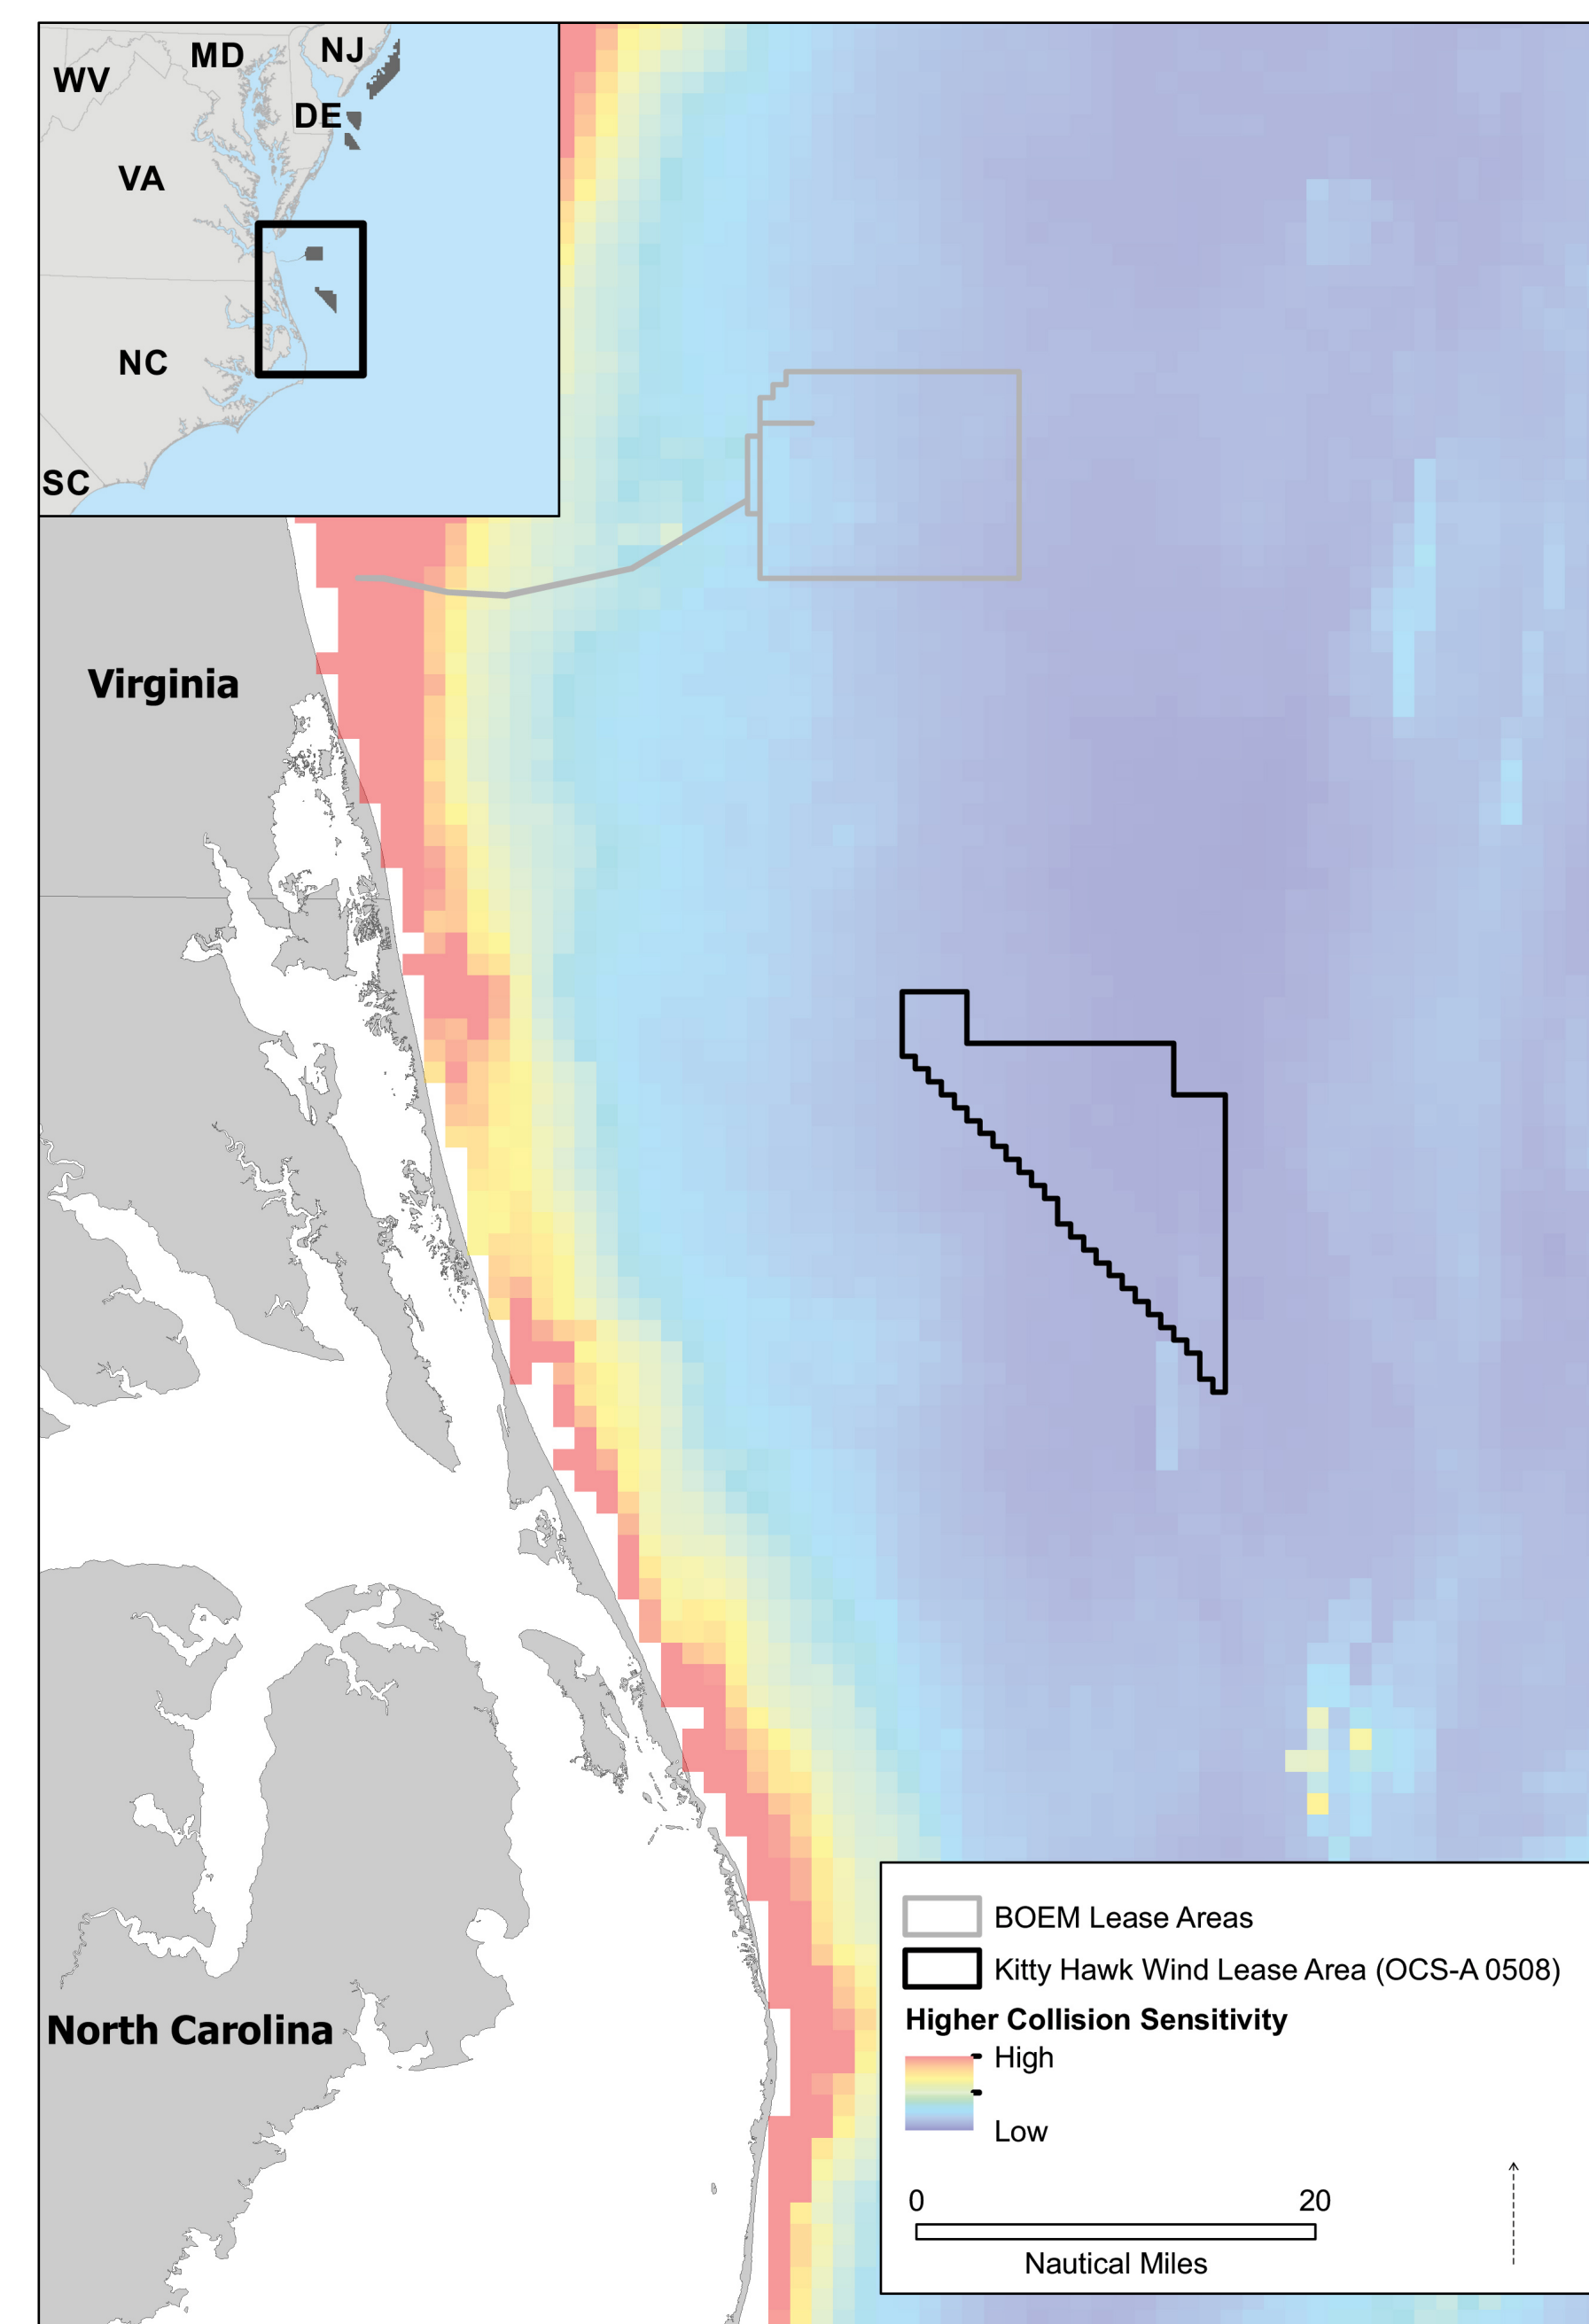 WV
MD
NJ
DE
VA
NC
SC
Virginia
North Carolina
BOEM Lease Areas
Kitty Hawk Wind Lease Area (OCS-A 0508)
Higher Collision Sensitivity
High
Low
0 20
Nautical Miles